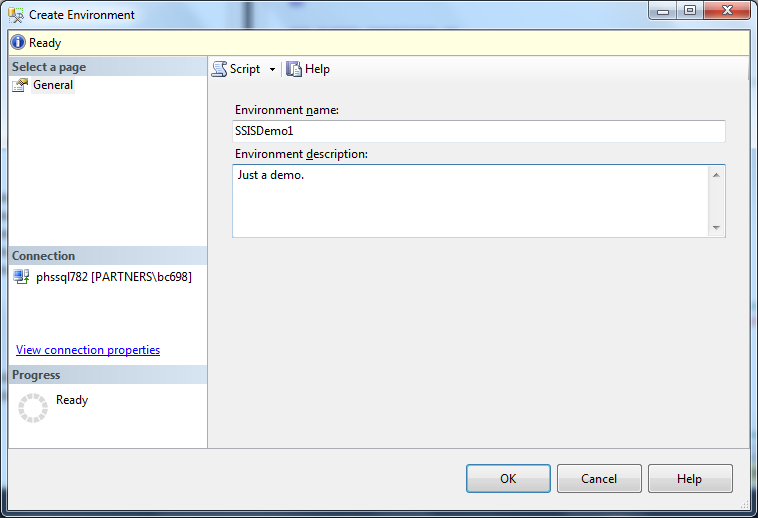 Create Environment
Ready
Select a page
General
Script
Help
Environment name:
SSISDemo1
Environment description:
Just a demo.
Connection
phssql782 [PARTNERS\bc698]
View connection properties
Progress
Ready
OK
Cancel
Help